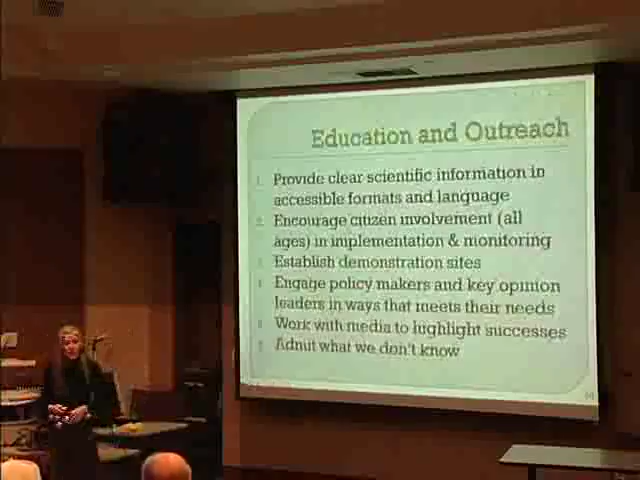 Education and Outreach
Provide clear scientific information in
accessible formats and language
Encourage citizen involvement (all
ages) in implementation & monitoring
Establish demonstration sites
Engage policy makers and key opinion
leaders in ways that meets their needs
Work with media to highlight successes
Admit what we don't know